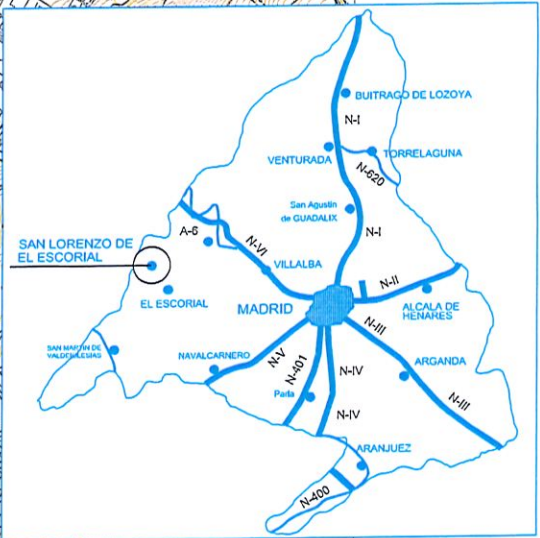 BUITRAGO DE LOZOYA
N-I
VENTURADA
TORRELAGUNA
N-620
San Agustin
de GUADALIX
A-6
N-VI
N-I
SAN LORENZO DE
EL ESCORIAL
VILLALBA
N-II
EL ESCORIAL
MADRID
ALCALA DE
HENARES
N-III
SAN MARTIN DE
VALDEIGLESIAS
NAVALCARNERO
N-V
N-401
N-IV
ARGANDA
Parla
N-III
N-IV
ARANJUEZ
N-400